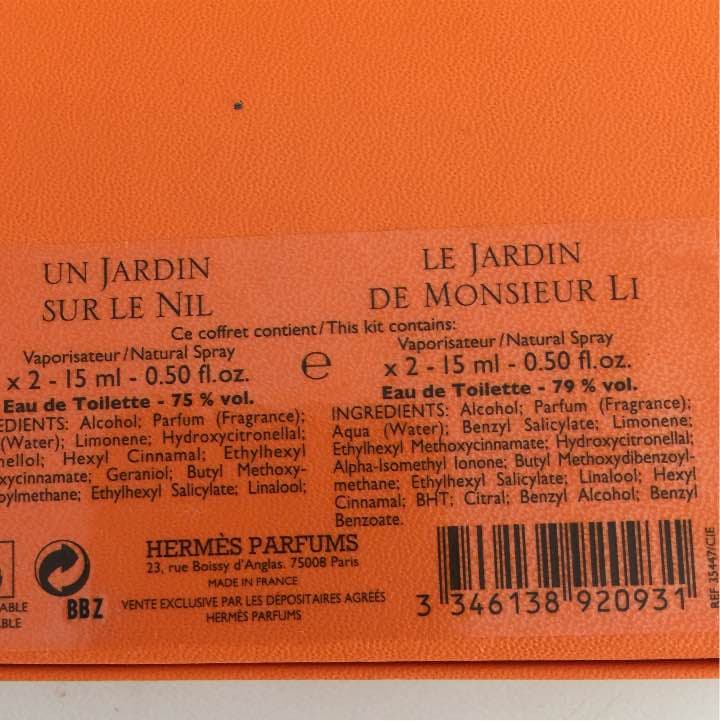 UN JARDIN
SUR LE NIL
LE JARDIN
DE MONSIEUR LI
Ce coffret contient/This kit contains:
Vaporisateur/Natural Spray
x 2 - 15 ml - 0.50 fl.oz.
Eau de Toilette - 75 % vol.
EDIENTS: Alcohol; Parfum (Fragrance);
(Water); Limonene; Hydroxycitronellal;
nellol; Hexyl Cinnamal; Ethylhexyl
xycinnamate; Geraniol; Butyl Methoxy-
oylmethane; Ethylhexyl Salicylate; Linalool;
e
Vaporisateur/Natural Spray
x 2 - 15 ml - 0.50 fl.oz.
Eau de Toilette - 79 % vol.
INGREDIENTS: Alcohol; Parfum (Fragrance);
Aqua (Water); Benzyl Salicylate; Limonene;
Ethylhexyl Methoxycinnamate; Hydroxycitronellal;
Alpha-Isomethyl Ionone; Butyl Methoxydibenzoyl-
methane; Ethylhexyl Salicylate; Linalool; Hexyl
Cinnamal; BHT; Citral; Benzyl Alcohol; Benzyl
Benzoate.
HERMÈS PARFUMS
23, rue Boissy d'Anglas. 75008 Paris
MADE IN FRANCE
VENTE EXCLUSIVE PAR LES DÉPOSITAIRES AGRÉÉS
HERMÈS PARFUMS
ABLE
BLE
BBZ
3 346138 920931
REF. 35447/CIE